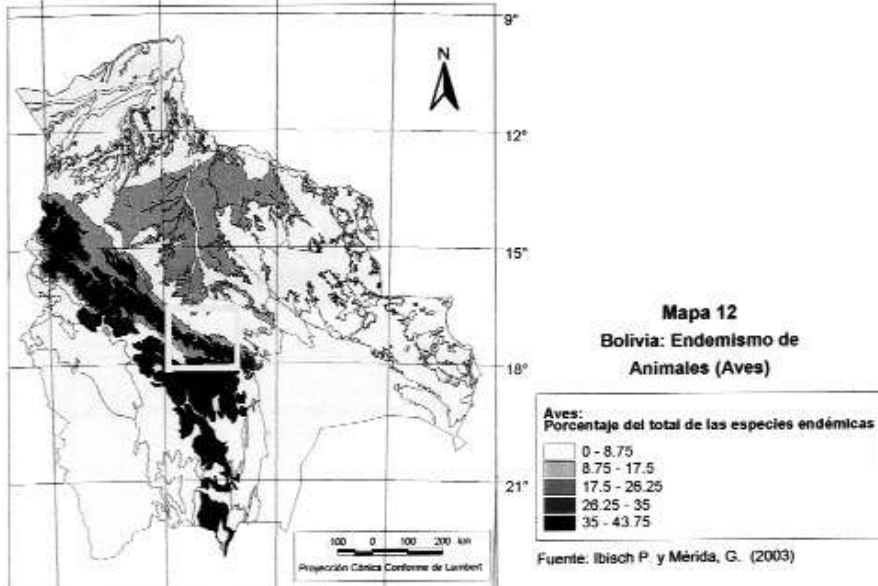 9°
N
12°
15°
18°
21°
100 0 100 200 km
Proyección Cónica Conforme de Lambert
Mapa 12
Bolivia: Endemismo de
Animales (Aves)
Aves:
Porcentaje del total de las especies endémicas
0 - 8.75
8.75 - 17.5
17.5 - 26.25
26.25 - 35
35 - 43.75
Fuente: Ibisch P. y Mérida, G. (2003)